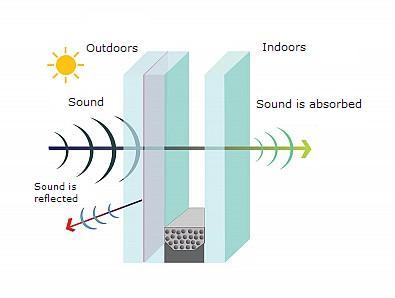 Outdoors
Indoors
Sound
Sound is absorbed
Sound is
reflected